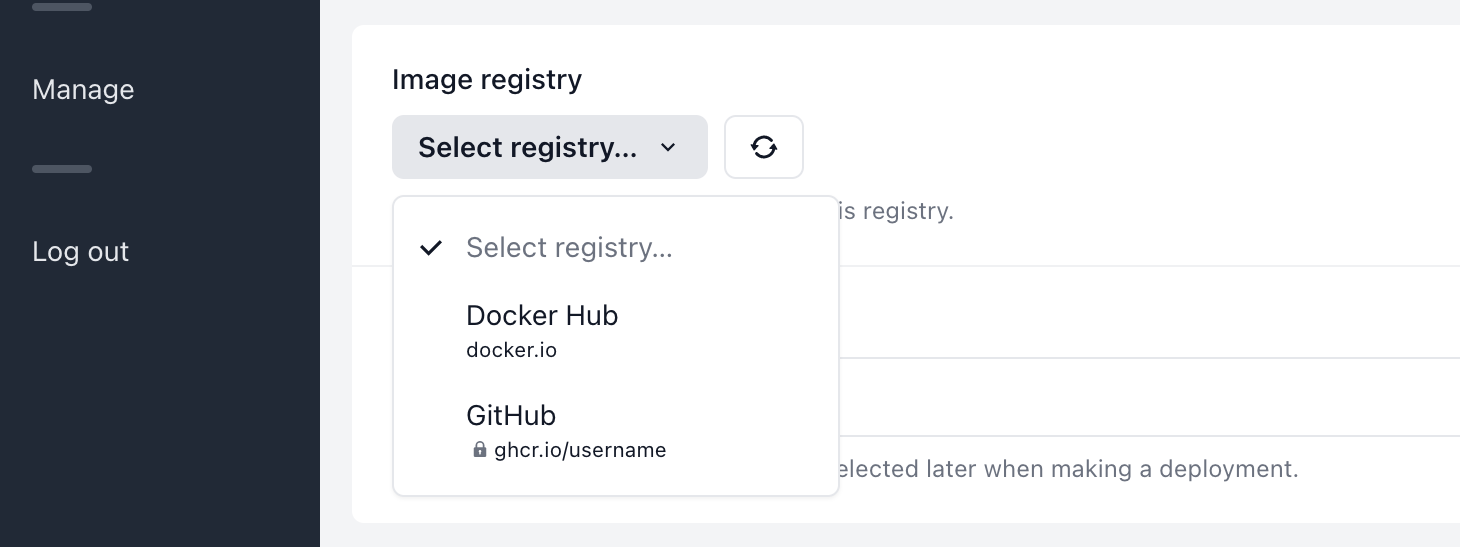 Manage
Log out
Image registry
Select registry...
is registry.
Select registry...
Docker Hub
docker.io
GitHub
ghcr.io/username
elected later when making a deployment.